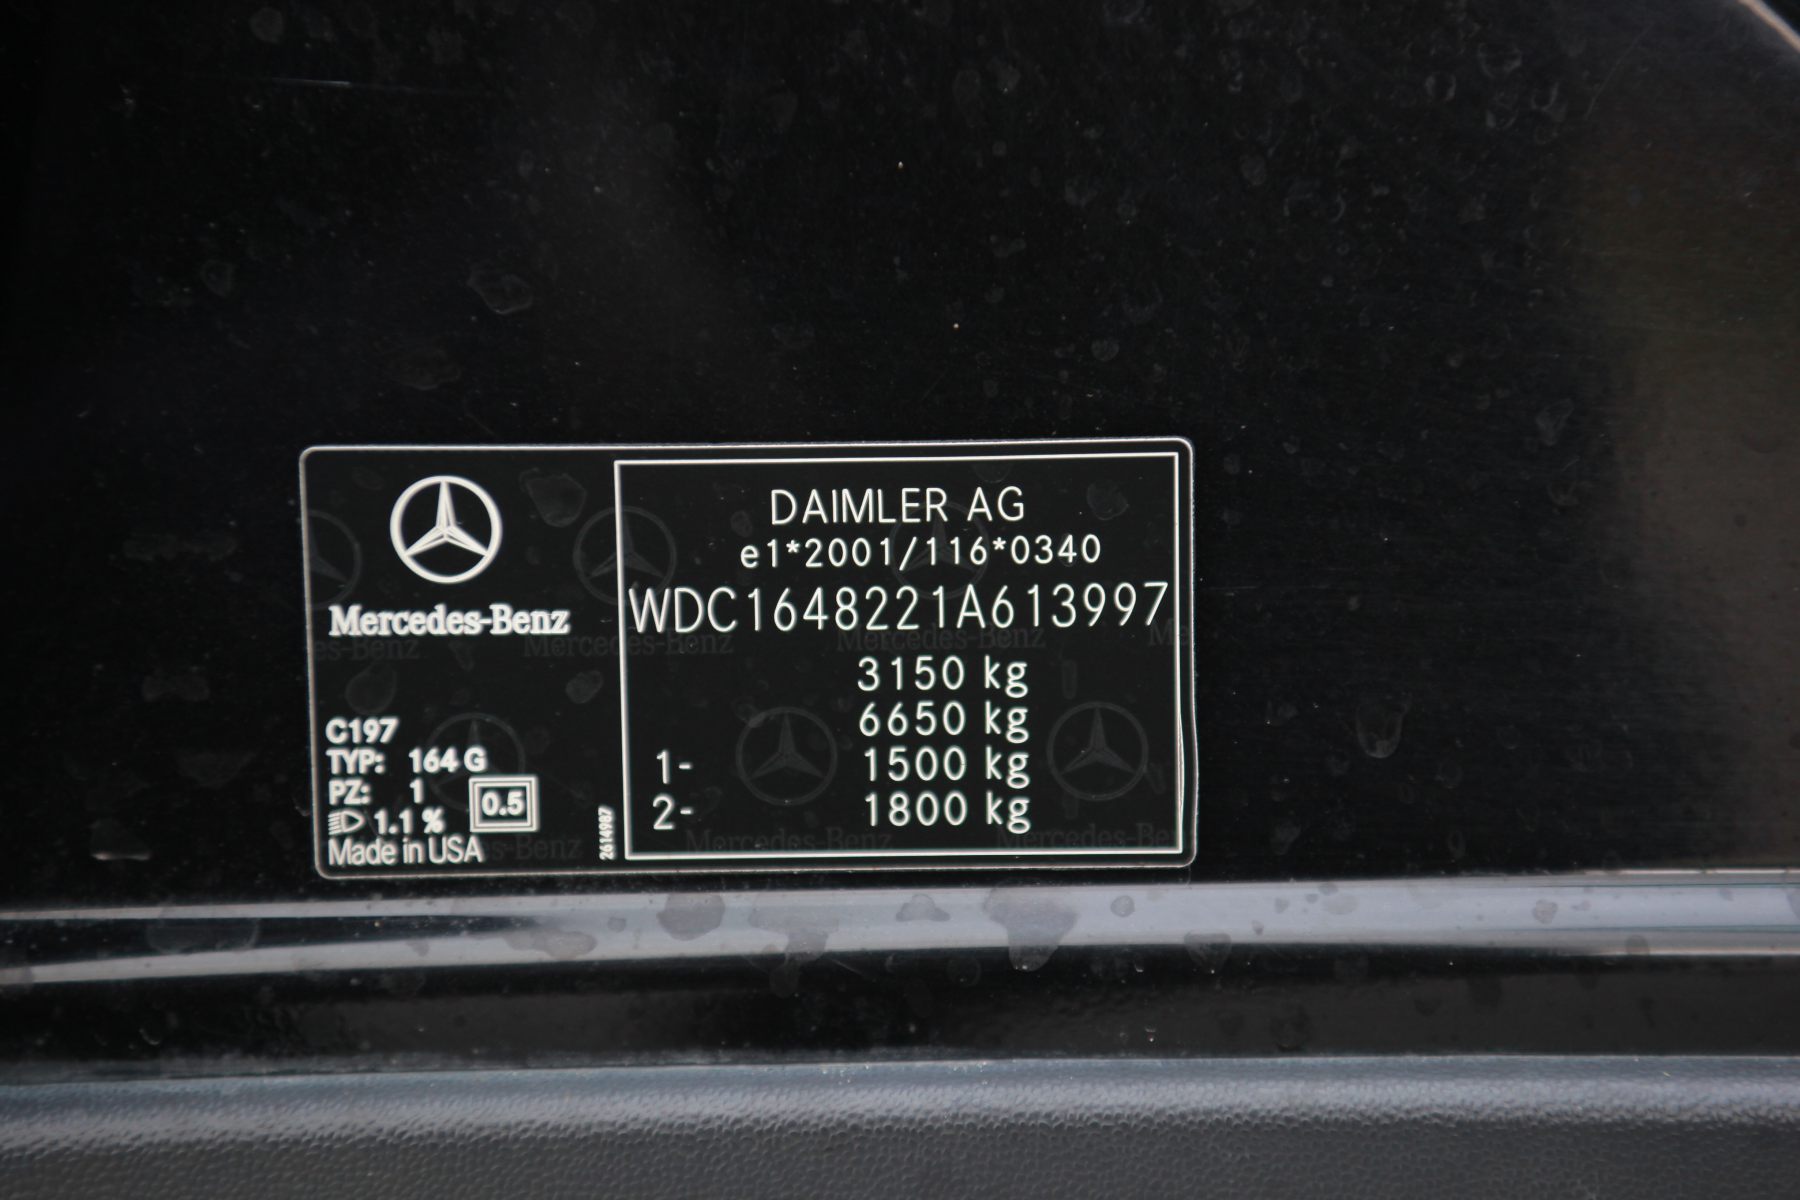 Mercedes-Benz
C197
TYP: 164 G
PZ: 1
1.1 %
0.5
Made in USA
2614987
DAIMLER AG
e1*2001/116*0340
WDC1648221A613997
3150 kg
6650 kg
1- 1500 kg
2- 1800 kg